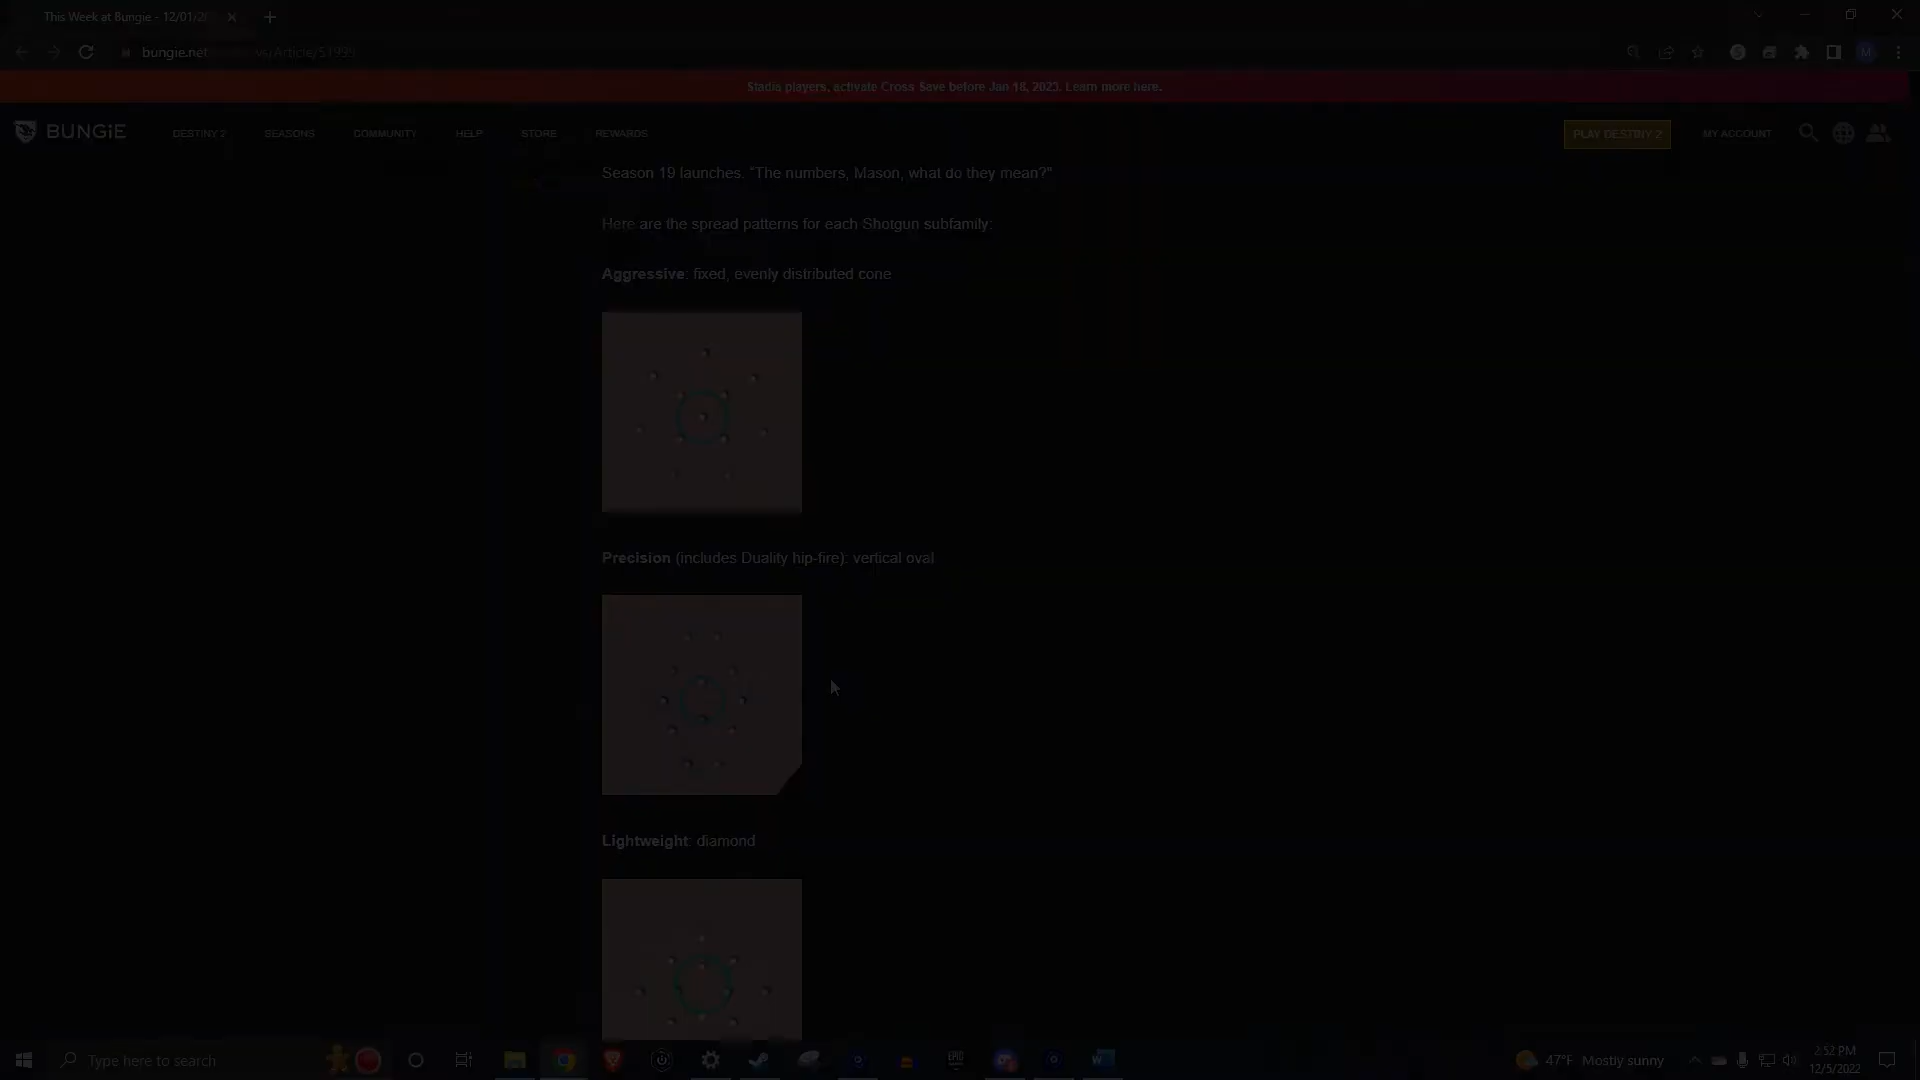 This Week at Bungie - 12/01/2
bungie.net
vs/Article/51933
Stadia players, activate Cross Save before Jan 18, 2023. Learn more here.
BUNGiE
DESTINY 2
SEASONS
COMMUNITY
HELP
STORE
REWARDS
PLAY DESTINY 2
MY ACCOUNT
Season 19 launches. "The numbers, Mason, what do they mean?"
Here are the spread patterns for each Shotgun subfamily:
Aggressive: fixed, evenly distributed cone
Precision (includes Duality hip-fire): vertical oval
Lightweight: diamond
Type here to search
EPIC
47°F Mostly sunny
2:52 PM
12/5/2022